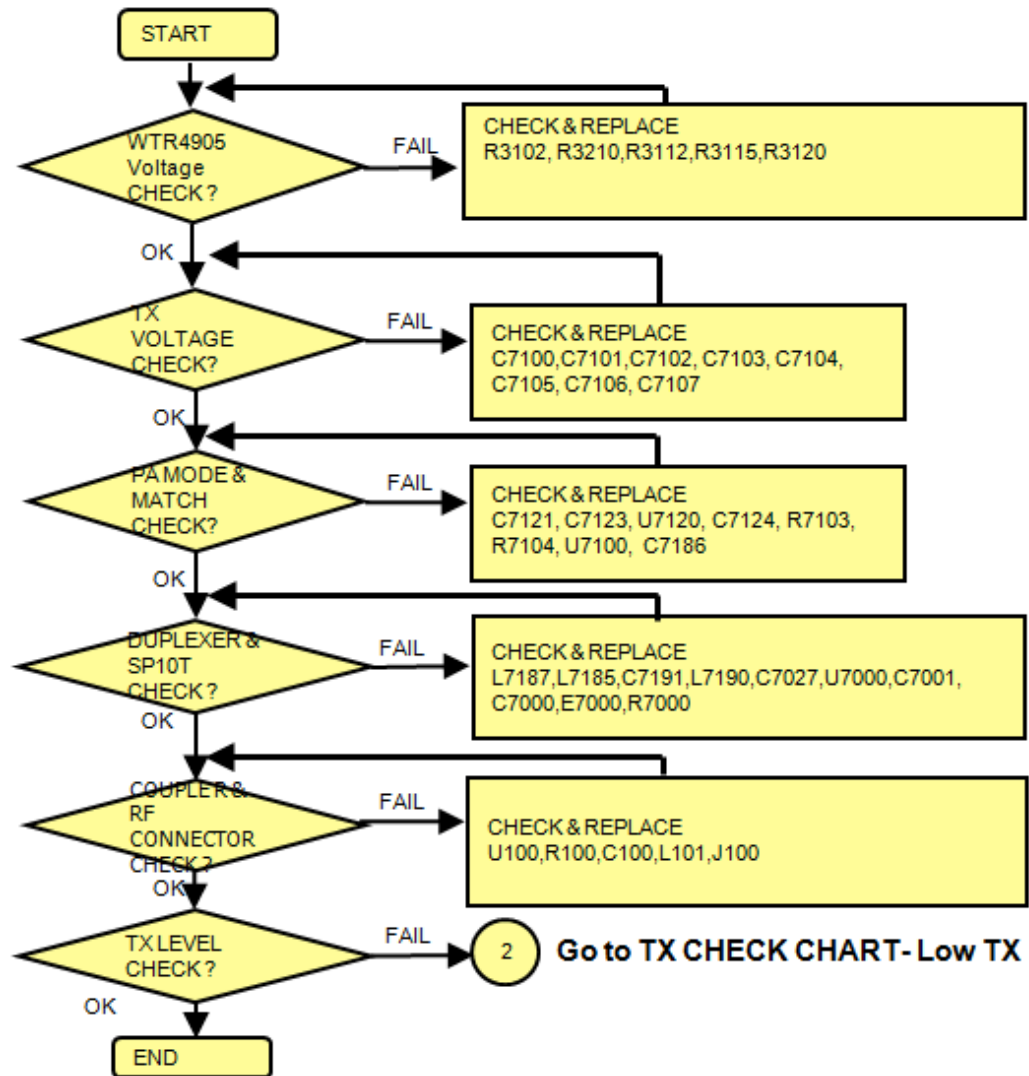 START
WTR4905
Voltage
CHECK ?
FAIL
CHECK & REPLACE
R3102, R3210,R3112,R3115,R3120
OK
TX
VOLTAGE
CHECK?
FAIL
CHECK & REPLACE
C7100,C7101,C7102, C7103, C7104,
C7105, C7106, C7107
OK
PA MODE &
MATCH
CHECK?
FAIL
CHECK & REPLACE
C7121, C7123, U7120, C7124, R7103,
R7104, U7100, C7186
OK
DUPLEXER &
SP10T
CHECK ?
FAIL
CHECK & REPLACE
L7187,L7185,C7191,L7190,C7027,U7000,C7001,
C7000,E7000,R7000
OK
COUPLER &
RF
CONNECTOR
CHECK ?
FAIL
CHECK & REPLACE
U100,R100,C100,L101,J100
OK
TX LEVEL
CHECK ?
FAIL
2
Go to TX CHECK CHART- Low TX
OK
END